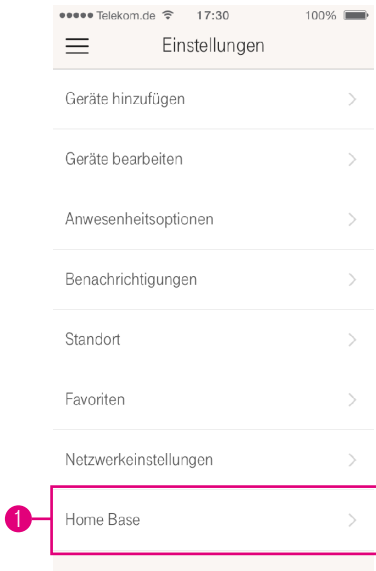 Telekom.de 17:30 100%
Einstellungen
Geräte hinzufügen
Geräte bearbeiten
Anwesenheitsoptionen
Benachrichtigungen
Standort
Favoriten
Netzwerkeinstellungen
1 Home Base